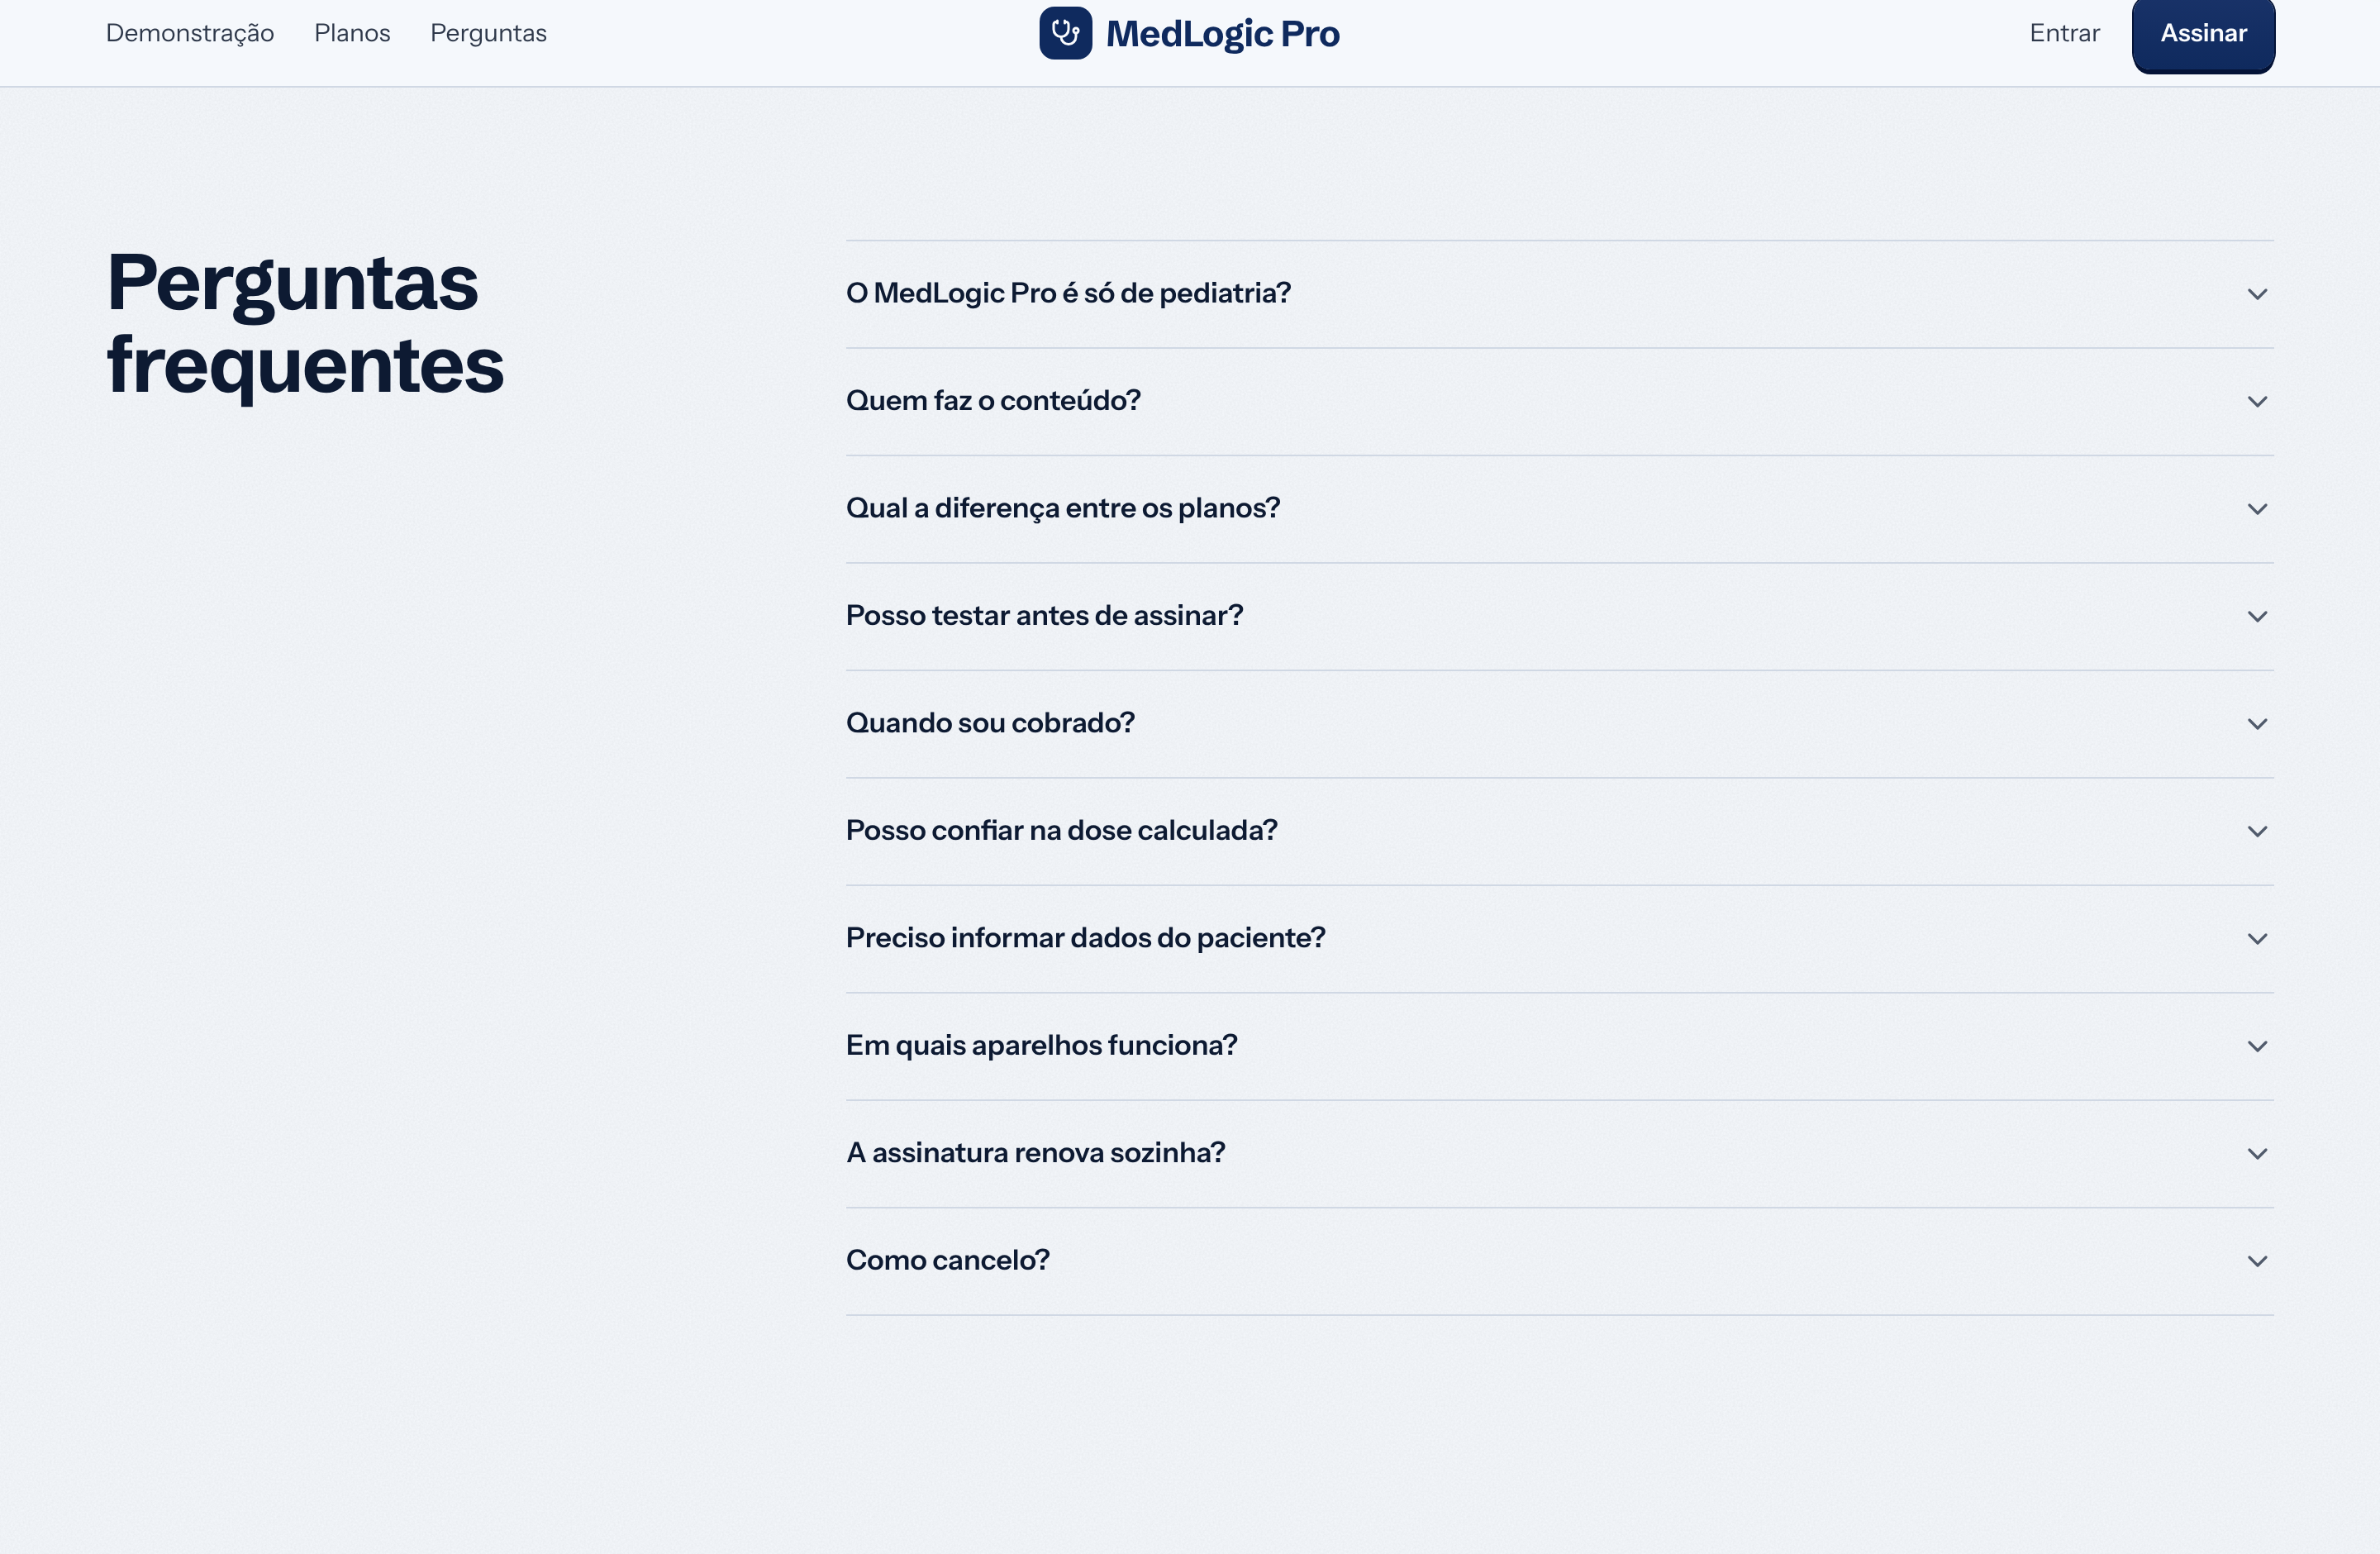 Demonstração
Planos
Perguntas
MedLogic Pro
Entrar
Assinar
Perguntas
frequentes
O MedLogic Pro é só de pediatria?
Quem faz o conteúdo?
Qual a diferença entre os planos?
Posso testar antes de assinar?
Quando sou cobrado?
Posso confiar na dose calculada?
Preciso informar dados do paciente?
Em quais aparelhos funciona?
A assinatura renova sozinha?
Como cancelo?